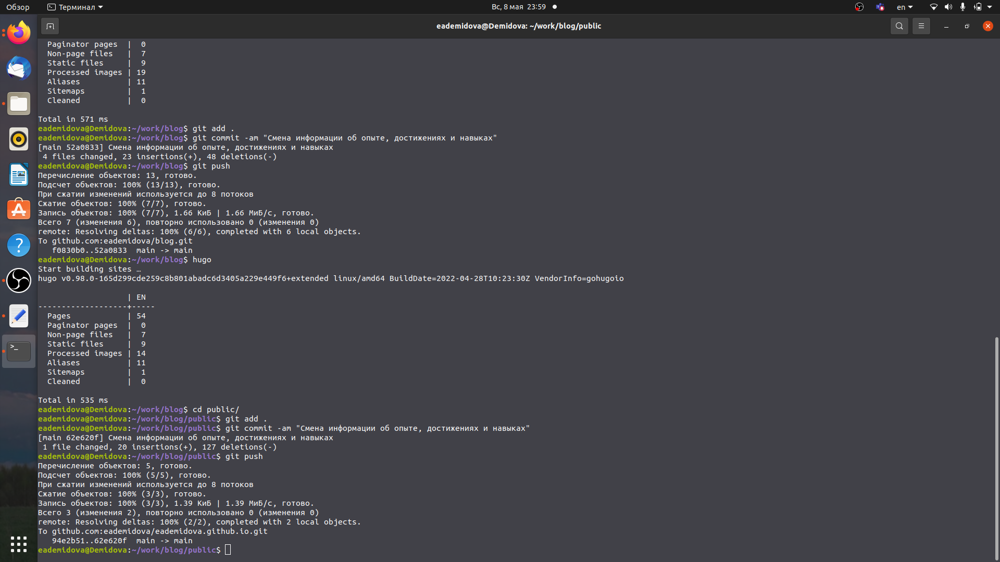 Обзор
Терминал
Вс, 8 мая 23:59
en
eademidova@Demidova: ~/work/blog/public
  Paginator pages  |  0
  Non-page files   |  7
  Static files     |  9
  Processed images | 19
  Aliases          | 11
  Sitemaps         |  1
  Cleaned          |  0
Total in 571 ms
eademidova@Demidova:~/work/blog$ git add .
eademidova@Demidova:~/work/blog$ git commit -am "Смена информации об опыте, достижениях и навыках"
[main 52a0833] Смена информации об опыте, достижениях и навыках
 4 files changed, 23 insertions(+), 48 deletions(-)
eademidova@Demidova:~/work/blog$ git push
Перечисление объектов: 13, готово.
Подсчет объектов: 100% (13/13), готово.
При сжатии изменений используется до 8 потоков
Сжатие объектов: 100% (7/7), готово.
Запись объектов: 100% (7/7), 1.66 КиБ | 1.66 МиБ/с, готово.
Всего 7 (изменения 6), повторно использовано 0 (изменения 0)
remote: Resolving deltas: 100% (6/6), completed with 6 local objects.
To github.com:eademidova/blog.git
   f0830b0..52a0833  main -> main
eademidova@Demidova:~/work/blog$ hugo
Start building sites …
hugo v0.98.0-165d299cde259c8b801abadc6d3405a229e449f6+extended linux/amd64 BuildDate=2022-04-28T10:23:30Z VendorInfo=gohugoio
                   | EN
-------------------+-----
  Pages            | 54
  Paginator pages  |  0
  Non-page files   |  7
  Static files     |  9
  Processed images | 14
  Aliases          | 11
  Sitemaps         |  1
  Cleaned          |  0
Total in 535 ms
eademidova@Demidova:~/work/blog$ cd public/
eademidova@Demidova:~/work/blog/public$ git add .
eademidova@Demidova:~/work/blog/public$ git commit -am "Смена информации об опыте, достижениях и навыках"
[main 62e620f] Смена информации об опыте, достижениях и навыках
 1 file changed, 20 insertions(+), 127 deletions(-)
eademidova@Demidova:~/work/blog/public$ git push
Перечисление объектов: 5, готово.
Подсчет объектов: 100% (5/5), готово.
При сжатии изменений используется до 8 потоков
Сжатие объектов: 100% (3/3), готово.
Запись объектов: 100% (3/3), 1.39 КиБ | 1.39 МиБ/с, готово.
Всего 3 (изменения 2), повторно использовано 0 (изменения 0)
remote: Resolving deltas: 100% (2/2), completed with 2 local objects.
To github.com:eademidova/eademidova.github.io.git
   94e2b51..62e620f  main -> main
eademidova@Demidova:~/work/blog/public$